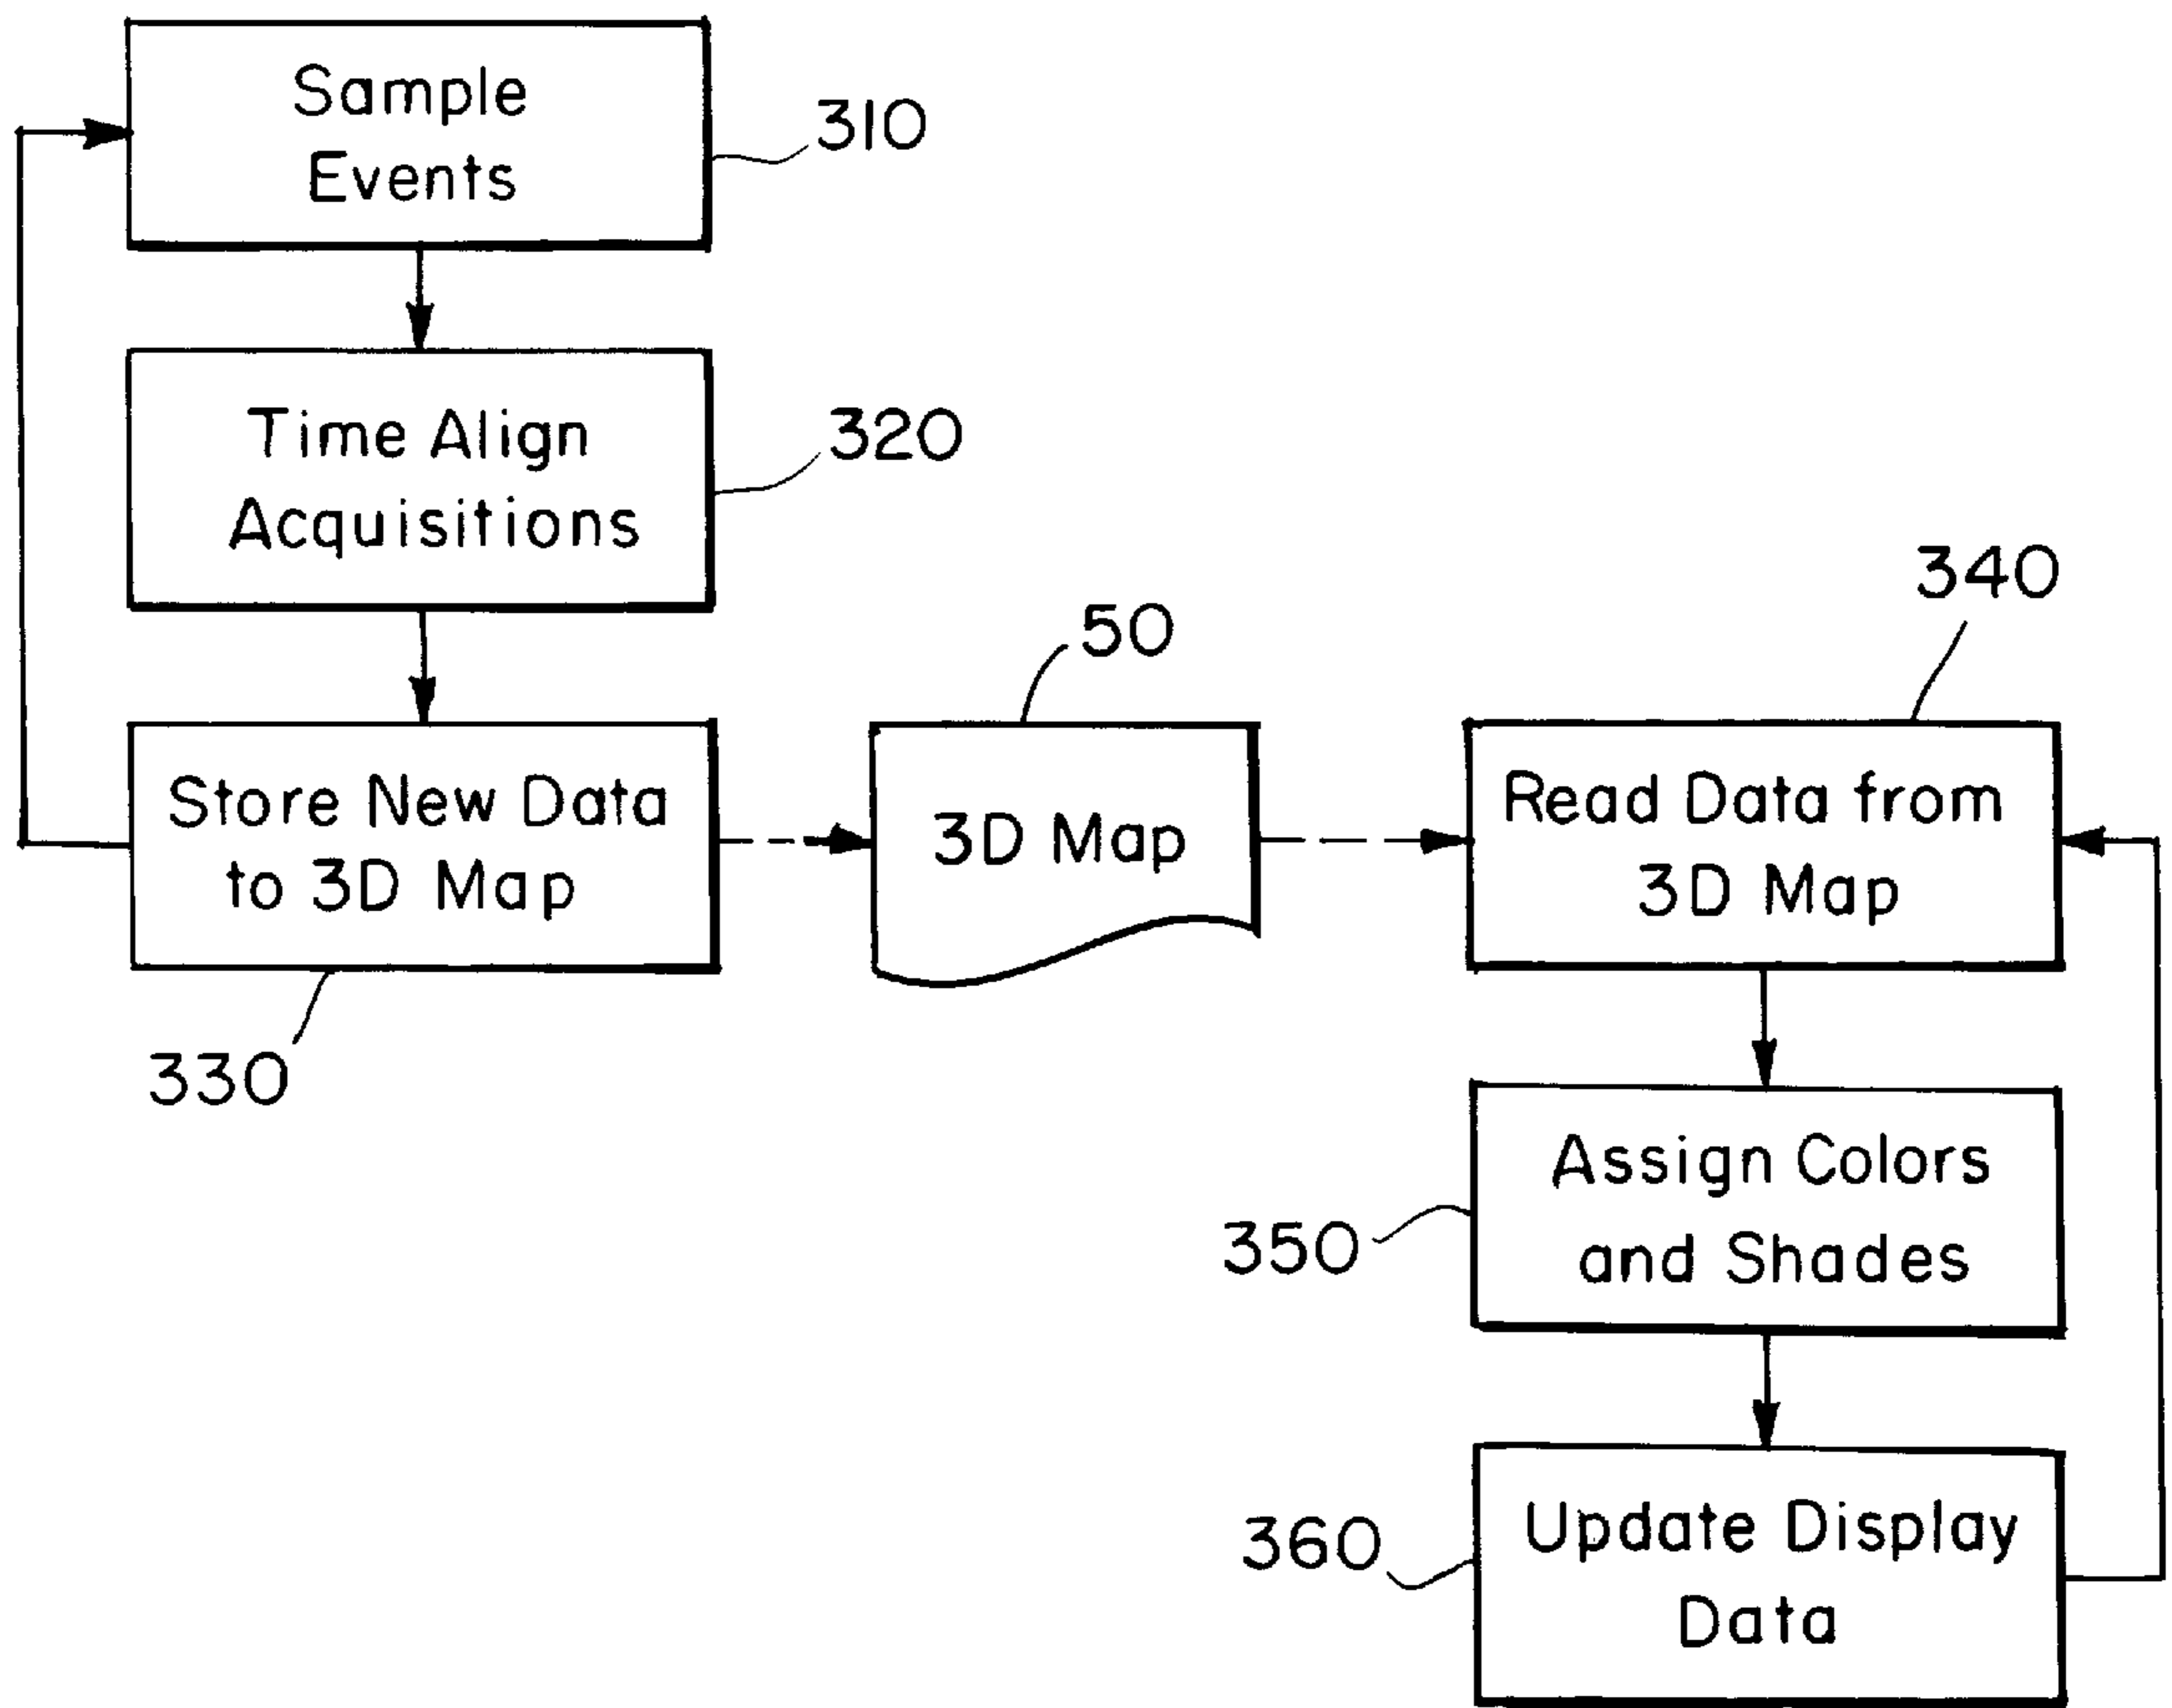 Sample
Events
310
Time Align
Acquisitions
320
Store New Data
to 3D Map
330
50
3D Map
340
Read Data from
3D Map
Assign Colors
and Shades
350
Update Display
Data
360